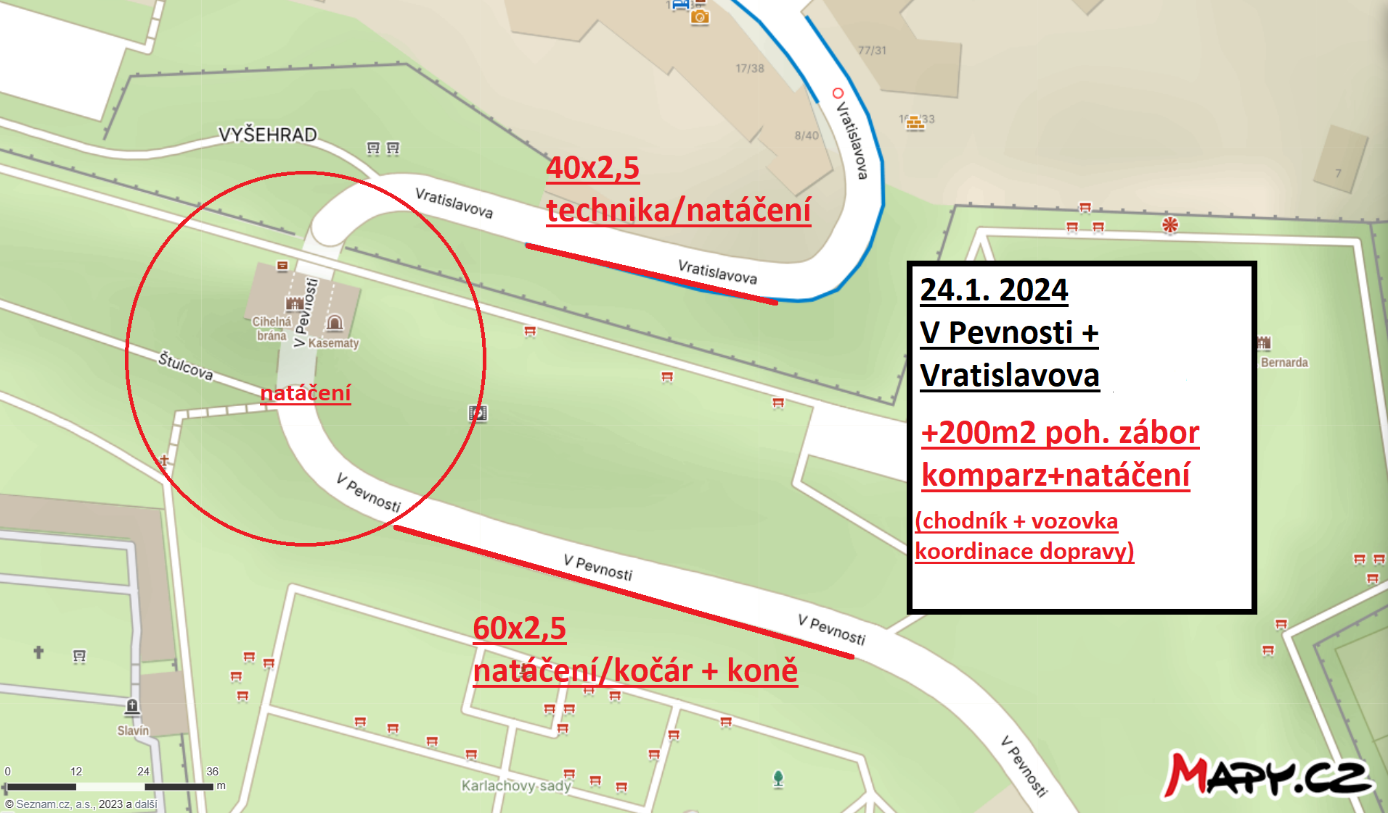 17/38
77/31
Vratislavova
8/40
VYŠEHRAD
40x2,5
technika/natáčení
7
Vratislavova
Vratislavova
24.1. 2024
V Pevnosti +
Vratislavova
+200m2 poh. zábor
komparz+natáčení
(chodník + vozovka
koordinace dopravy)
V Pevnosti
Cihelná
brána
Kasematy
Bernarda
Štulcova
natáčení
V Pevnosti
V Pevnosti
V Pevnosti
60x2,5
natáčení/kočár + koně
Slavín
V Pevnosti
Karlachovy sady
0 12 24 36
m
© Seznam.cz, a.s., 2023 a další
MAPY.CZ